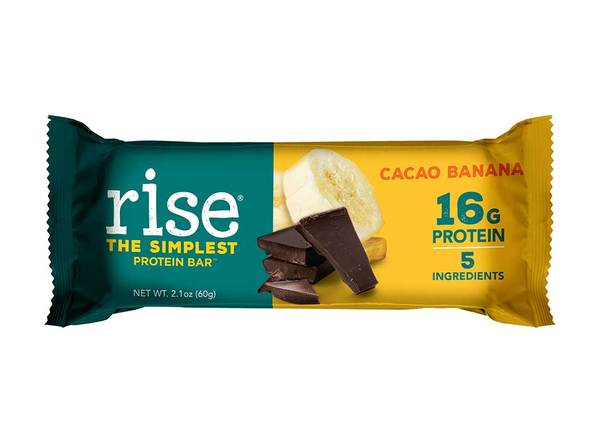 rise®
THE SIMPLEST
PROTEIN BAR™
NET WT. 2.1oz (60g)
CACAO BANANA
16G
PROTEIN
5
INGREDIENTS